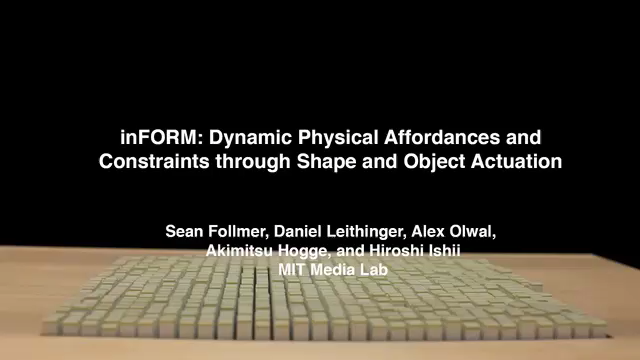 inFORM: Dynamic Physical Affordances and
Constraints through Shape and Object Actuation
Sean Follmer, Daniel Leithinger, Alex Olwal,
Akimitsu Hogge, and Hiroshi Ishii
MIT Media Lab